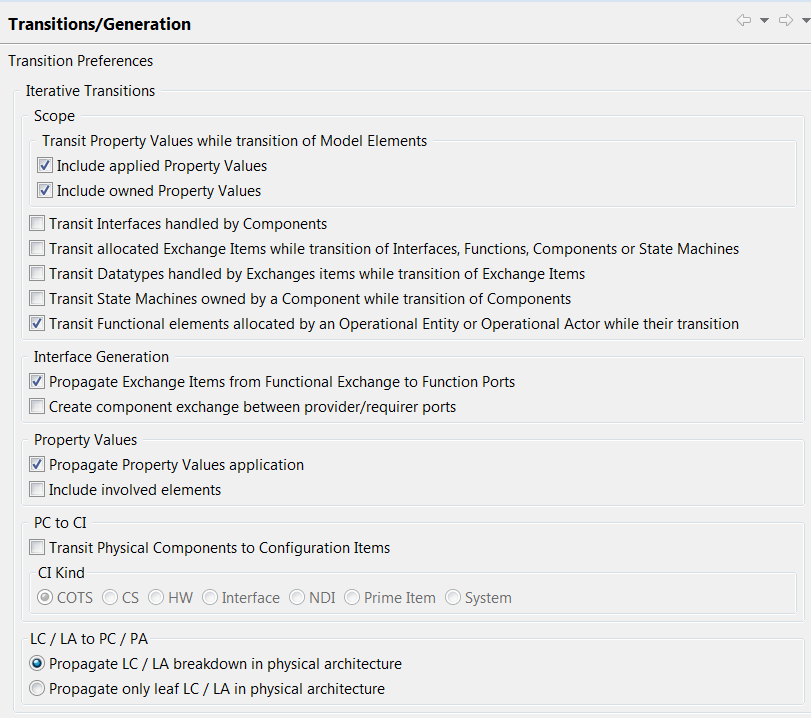 Transitions/Generation
Transition Preferences
Iterative Transitions
Scope
Transit Property Values while transition of Model Elements
Include applied Property Values
Include owned Property Values
Transit Interfaces handled by Components
Transit allocated Exchange Items while transition of Interfaces, Functions, Components or State Machines
Transit Datatypes handled by Exchanges items while transition of Exchange Items
Transit State Machines owned by a Component while transition of Components
Transit Functional elements allocated by an Operational Entity or Operational Actor while their transition
Interface Generation
Propagate Exchange Items from Functional Exchange to Function Ports
Create component exchange between provider/requirer ports
Property Values
Propagate Property Values application
Include involved elements
PC to CI
Transit Physical Components to Configuration Items
CI Kind
COTS CS HW Interface NDI Prime Item System
LC / LA to PC / PA
Propagate LC / LA breakdown in physical architecture
Propagate only leaf LC / LA in physical architecture